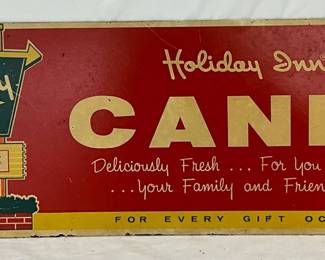 Holiday Inn
CAN
Deliciously Fresh ... For You
...Your Family and Frien
FOR EVERY GIFT OC